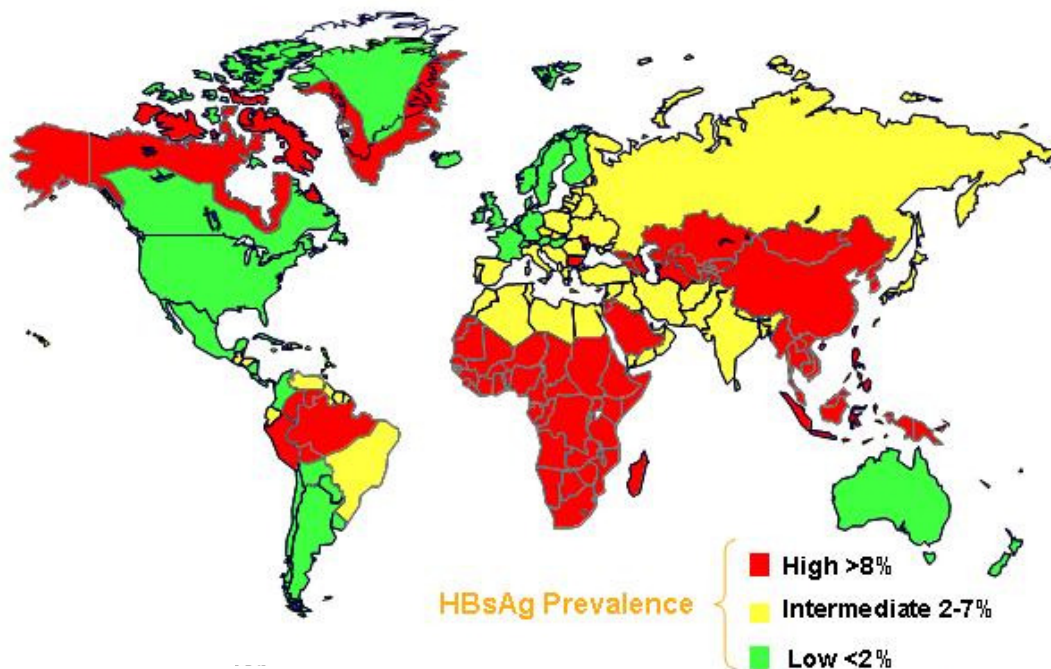 HBsAg Prevalence
High >8%
Intermediate 2-7%
Low <2%